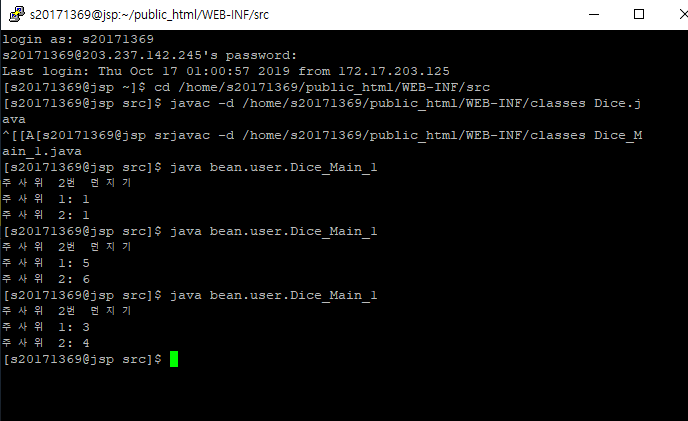 s20171369@jsp:~/public_html/WEB-INF/src
login as: s20171369
s20171369@203.237.142.245's password:
Last login: Thu Oct 17 01:00:57 2019 from 172.17.203.125
[s20171369@jsp ~]$ cd /home/s20171369/public_html/WEB-INF/src
[s20171369@jsp src]$ javac -d /home/s20171369/public_html/WEB-INF/classes Dice.j
ava
^[[A[s20171369@jsp srjavac -d /home/s20171369/public_html/WEB-INF/classes Dice_M
ain_1.java
[s20171369@jsp src]$ java bean.user.Dice_Main_1
주사위 2번 던지기
주사위 1: 1
주사위 2: 1
[s20171369@jsp src]$ java bean.user.Dice_Main_1
주사위 2번 던지기
주사위 1: 5
주사위 2: 6
[s20171369@jsp src]$ java bean.user.Dice_Main_1
주사위 2번 던지기
주사위 1: 3
주사위 2: 4
[s20171369@jsp src]$